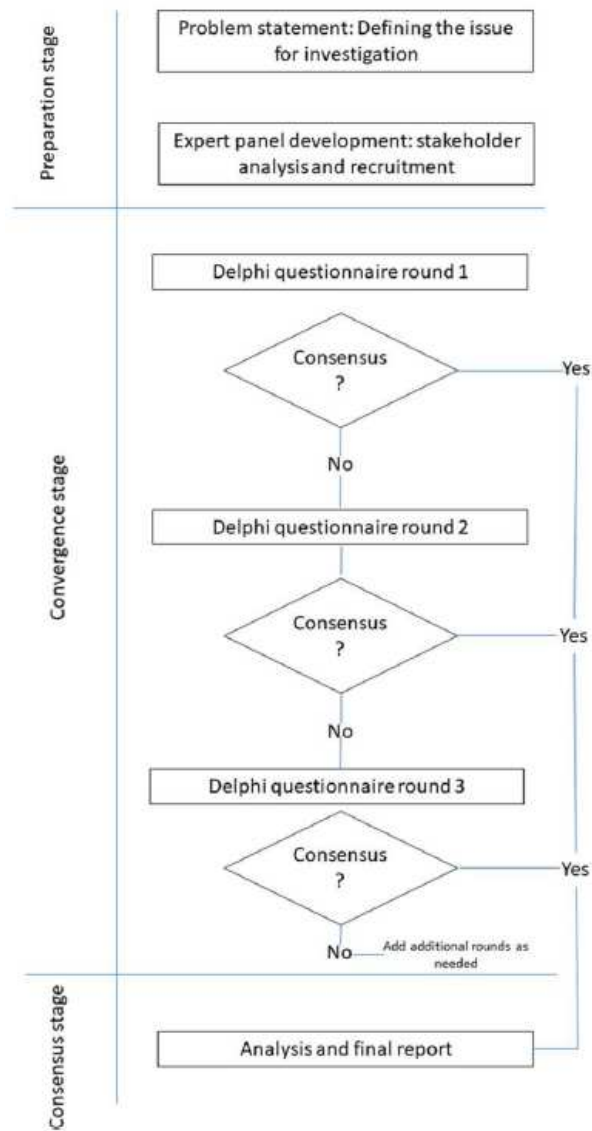 Preparation stage
Problem statement: Defining the issue
for investigation
Expert panel development: stakeholder
analysis and recruitment
Convergence stage
Delphi questionnaire round 1
Consensus
?
Yes
No
Delphi questionnaire round 2
Consensus
?
Yes
No
Delphi questionnaire round 3
Consensus
?
Yes
No
Add additional rounds as
needed
Consensus stage
Analysis and final report